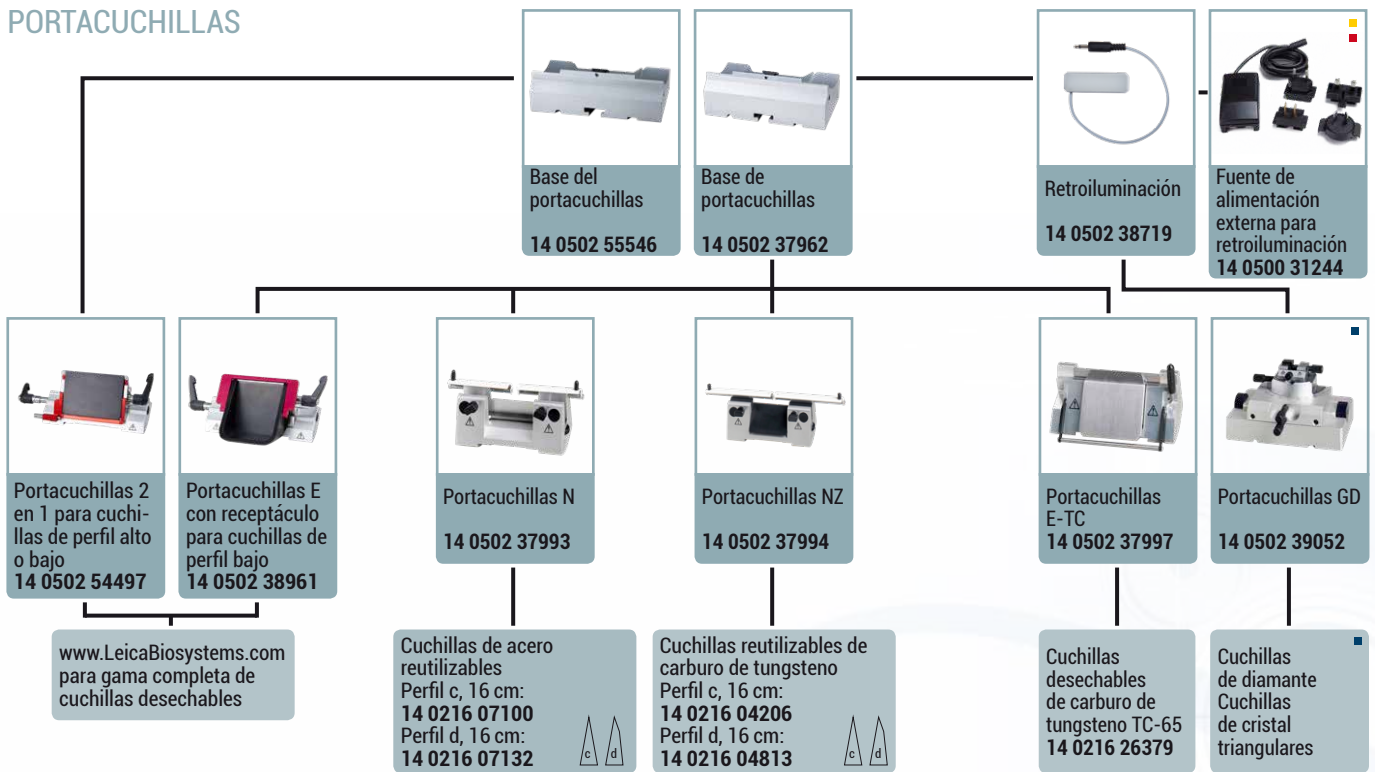 PORTACUCHILLAS
Base del
portacuchillas
14 0502 55546
Base de
portacuchillas
14 0502 37962
Retroiluminación
14 0502 38719
Fuente de
alimentación
externa para
retroiluminación
14 0500 31244
Portacuchillas 2
en 1 para cuchi-
llas de perfil alto
o bajo
14 0502 54497
Portacuchillas E
con receptáculo
para cuchillas de
perfil bajo
14 0502 38961
Portacuchillas N
14 0502 37993
Portacuchillas NZ
14 0502 37994
Portacuchillas
E-TC
14 0502 37997
Portacuchillas GD
14 0502 39052
www.LeicaBiosystems.com
para gama completa de
cuchillas desechables
Cuchillas de acero
reutilizables
Perfil c, 16 cm:
14 0216 07100
Perfil d, 16 cm:
14 0216 07132
c d
Cuchillas reutilizables de
carburo de tungsteno
Perfil c, 16 cm:
14 0216 04206
Perfil d, 16 cm:
14 0216 04813
c d
Cuchillas
desechables
de carburo de
tungsteno TC-65
14 0216 26379
Cuchillas
de diamante
Cuchillas
de cristal
triangulares